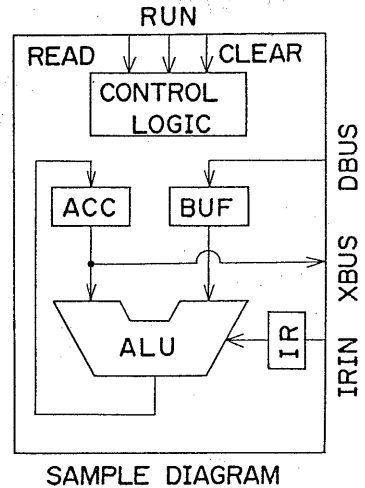 RUN
READ
CLEAR
CONTROL
LOGIC
DBUS
ACC
BUF
XBUS
ALU
IR
IRIN
SAMPLE DIAGRAM